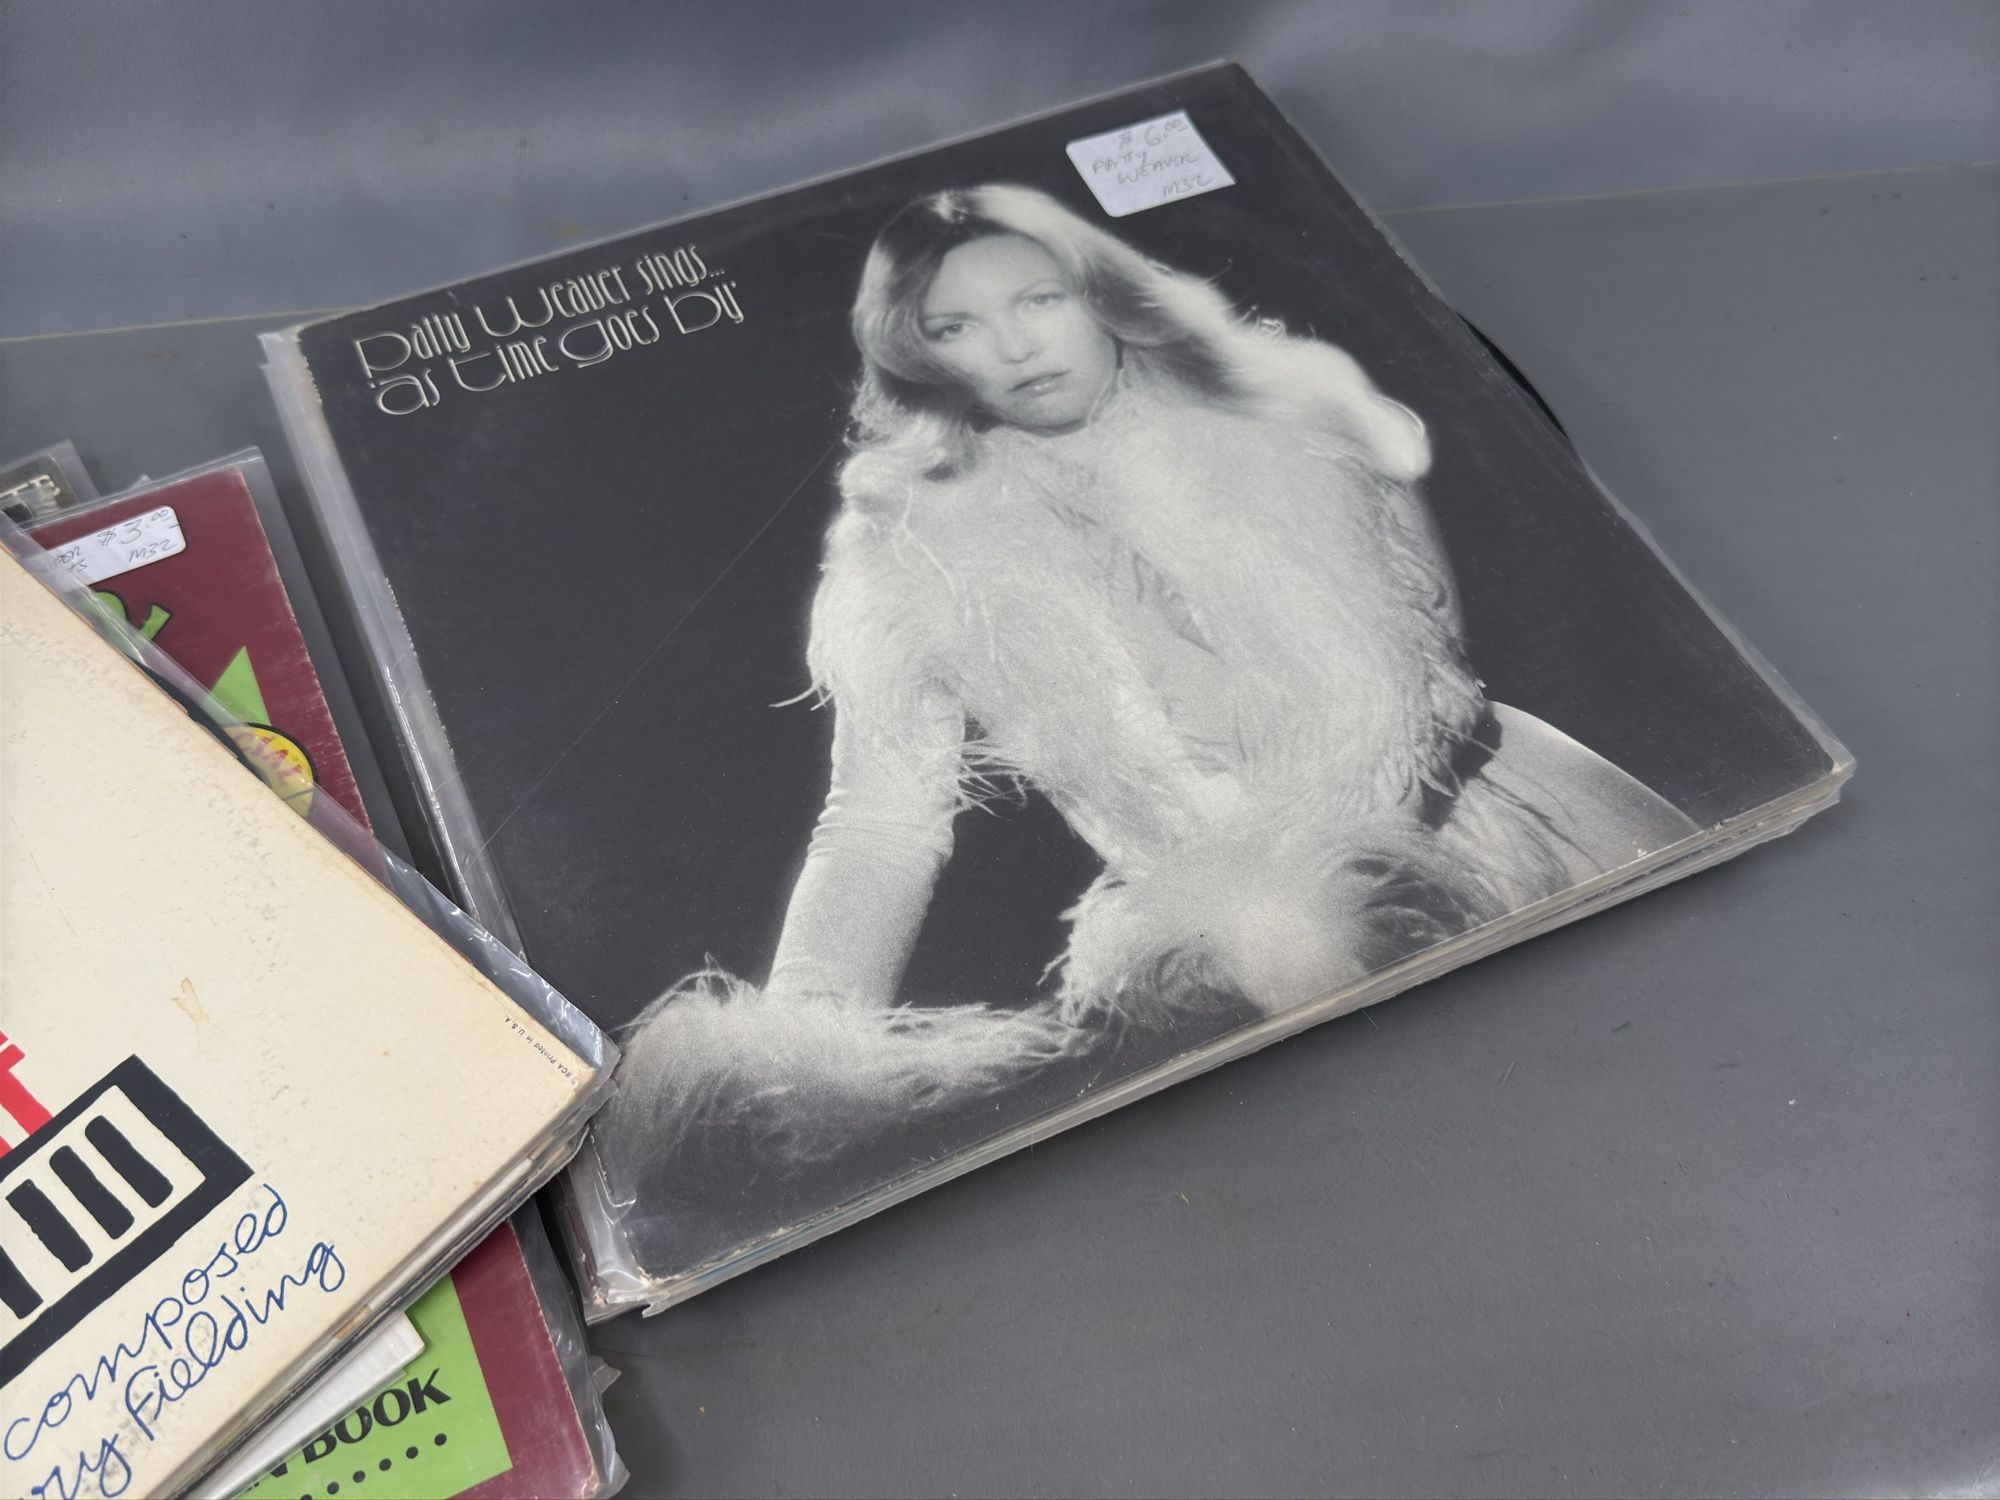 Patty Weaver sings...
'as time goes by'
$6.00
PATTY
WEAVER
M32
$3.00
M32
RCA Printed in U.S.A.
composed
Fielding
BOOK